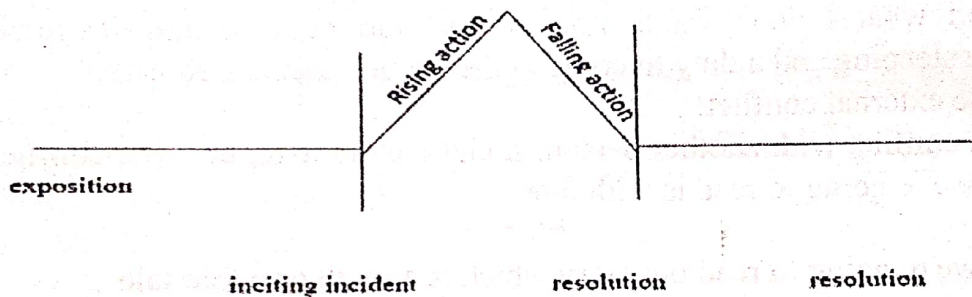 Rising action
Falling action
exposition
inciting incident resolution resolution